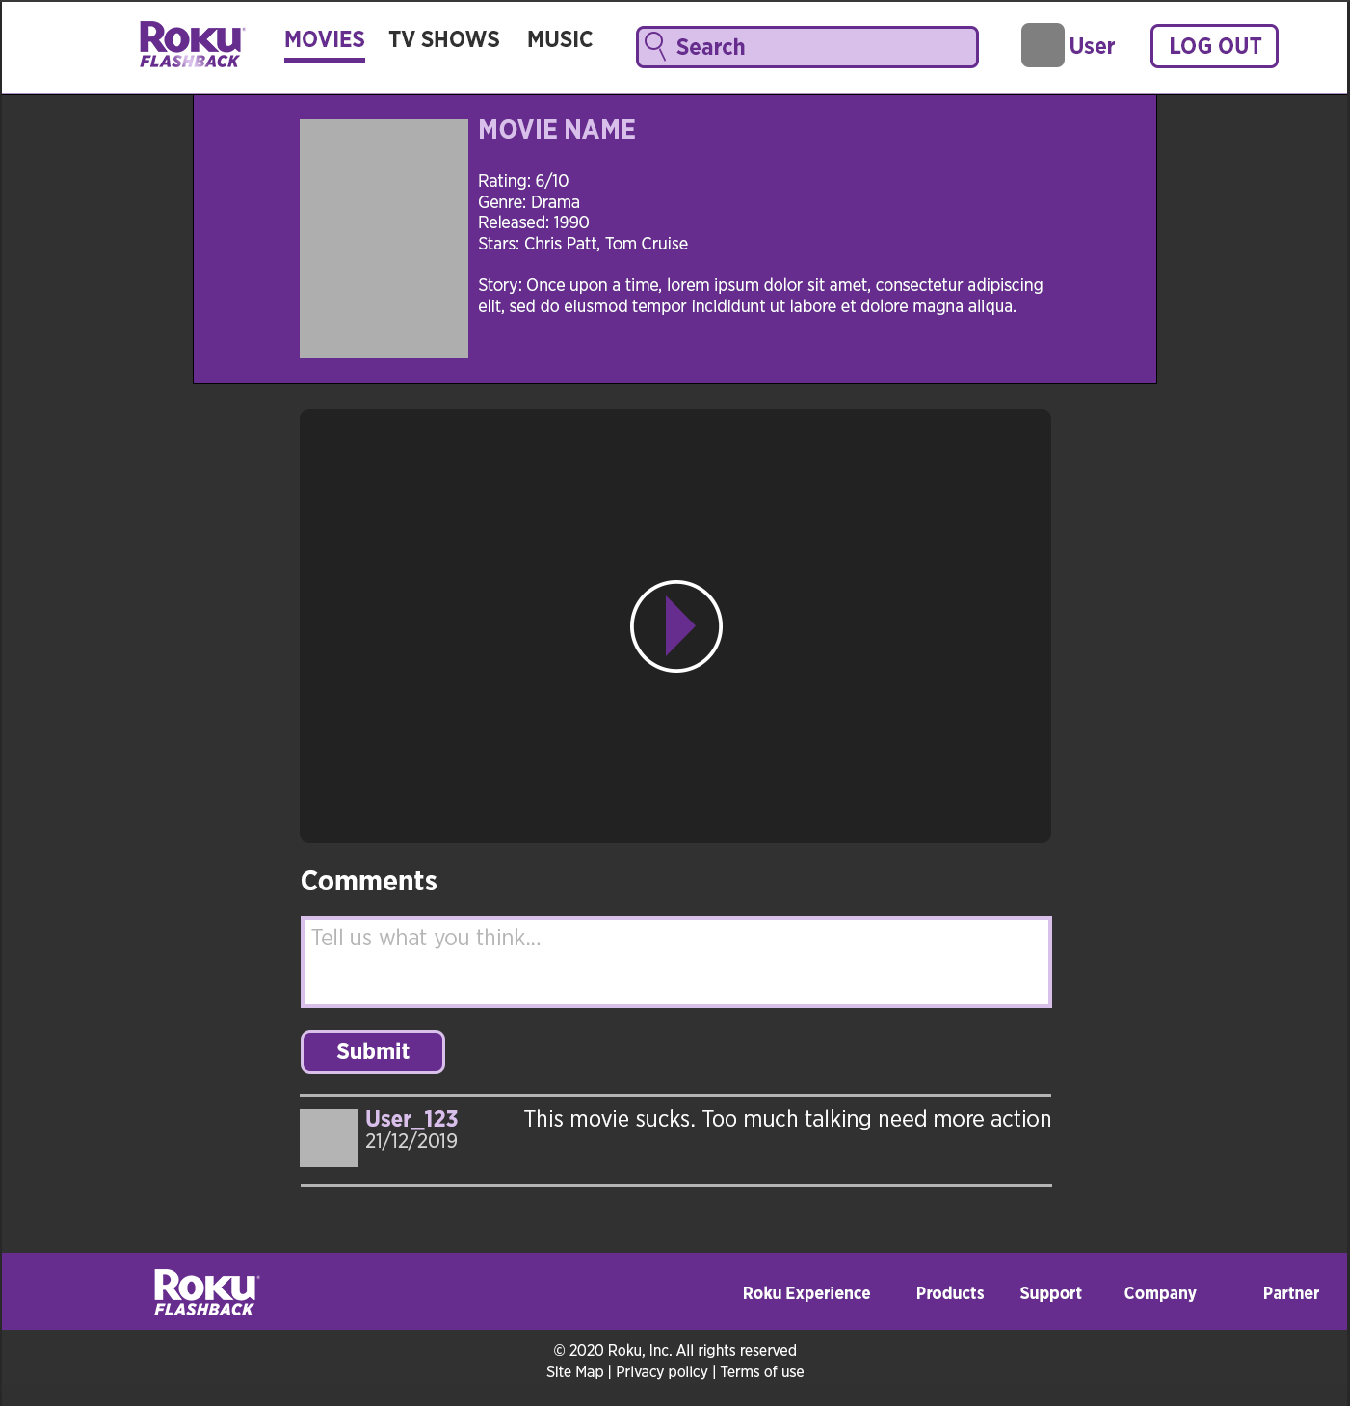 ROKU
FLASHBACK
MOVIES
TV SHOWS
MUSIC
Search
User
LOG OUT
MOVIE NAME
Rating: 6/10
Genre: Drama
Released: 1990
Stars: Chris Patt, Tom Cruise
Story: Once upon a time, lorem ipsum dolor sit amet, consectetur adipiscing
elit, sed do eiusmod tempor incididunt ut labore et dolore magna aliqua.
Comments
Tell us what you think...
Submit
User_123
21/12/2019
This movie sucks. Too much talking need more action
ROKU
FLASHBACK
Roku Experience
Products
Support
Company
Partner
© 2020 Roku, Inc. All rights reserved
Site Map | Privacy policy | Terms of use